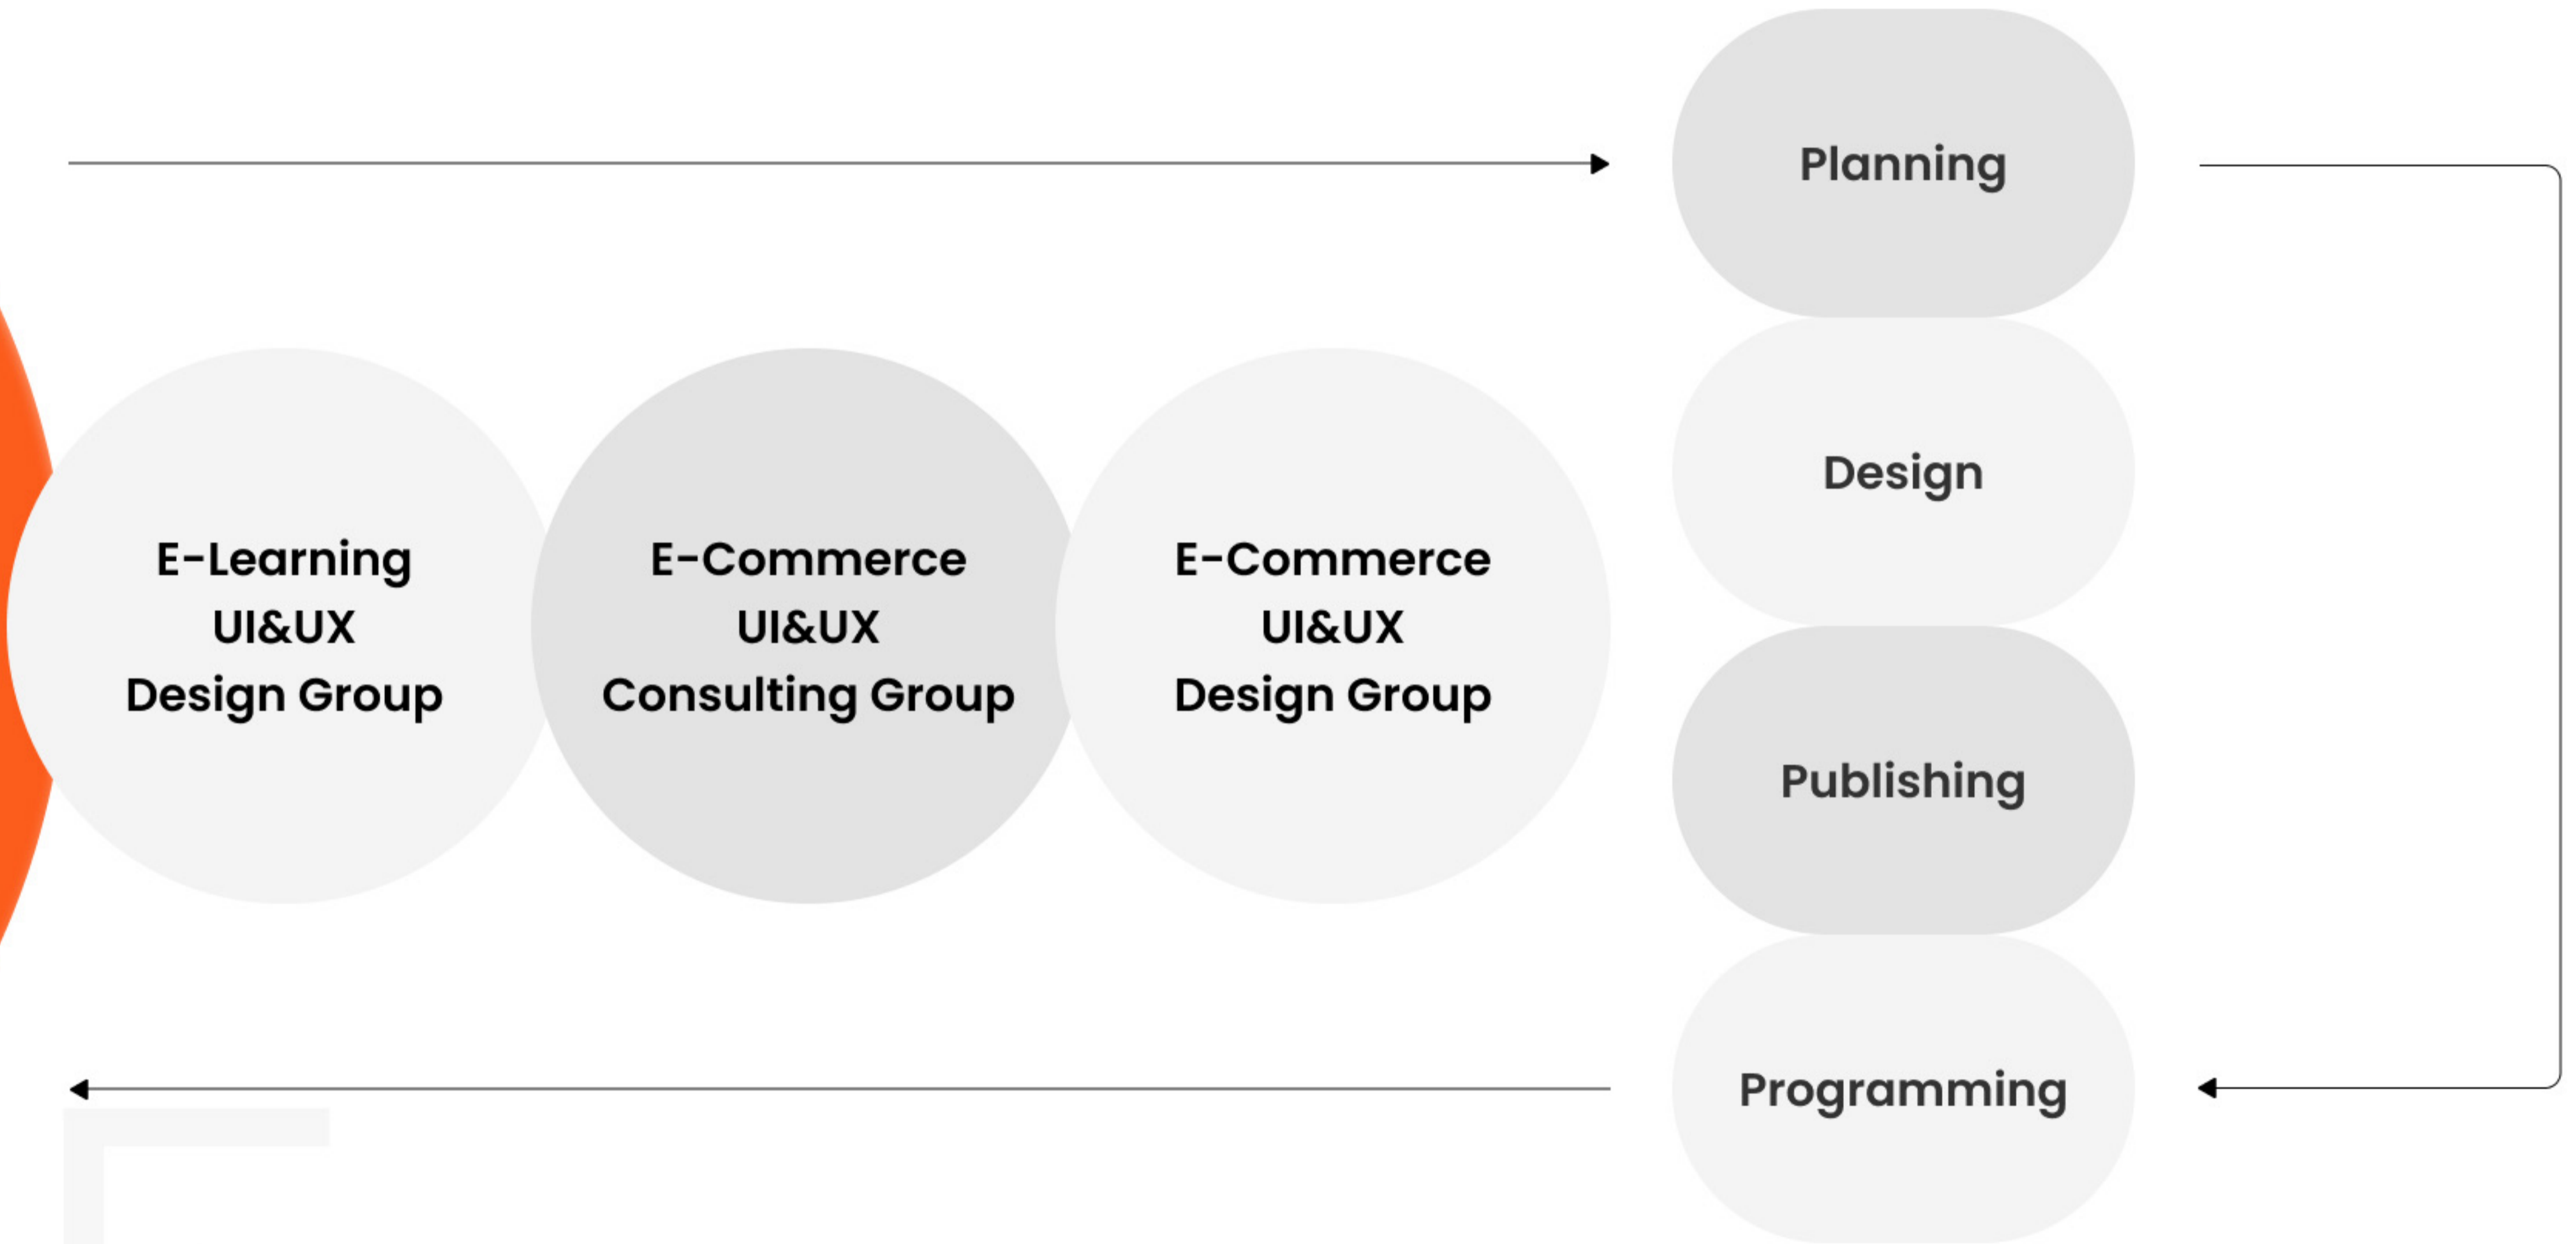 E-Learning
UI&UX
Design Group
E-Commerce
UI&UX
Consulting Group
E-Commerce
UI&UX
Design Group
Planning
Design
Publishing
Programming